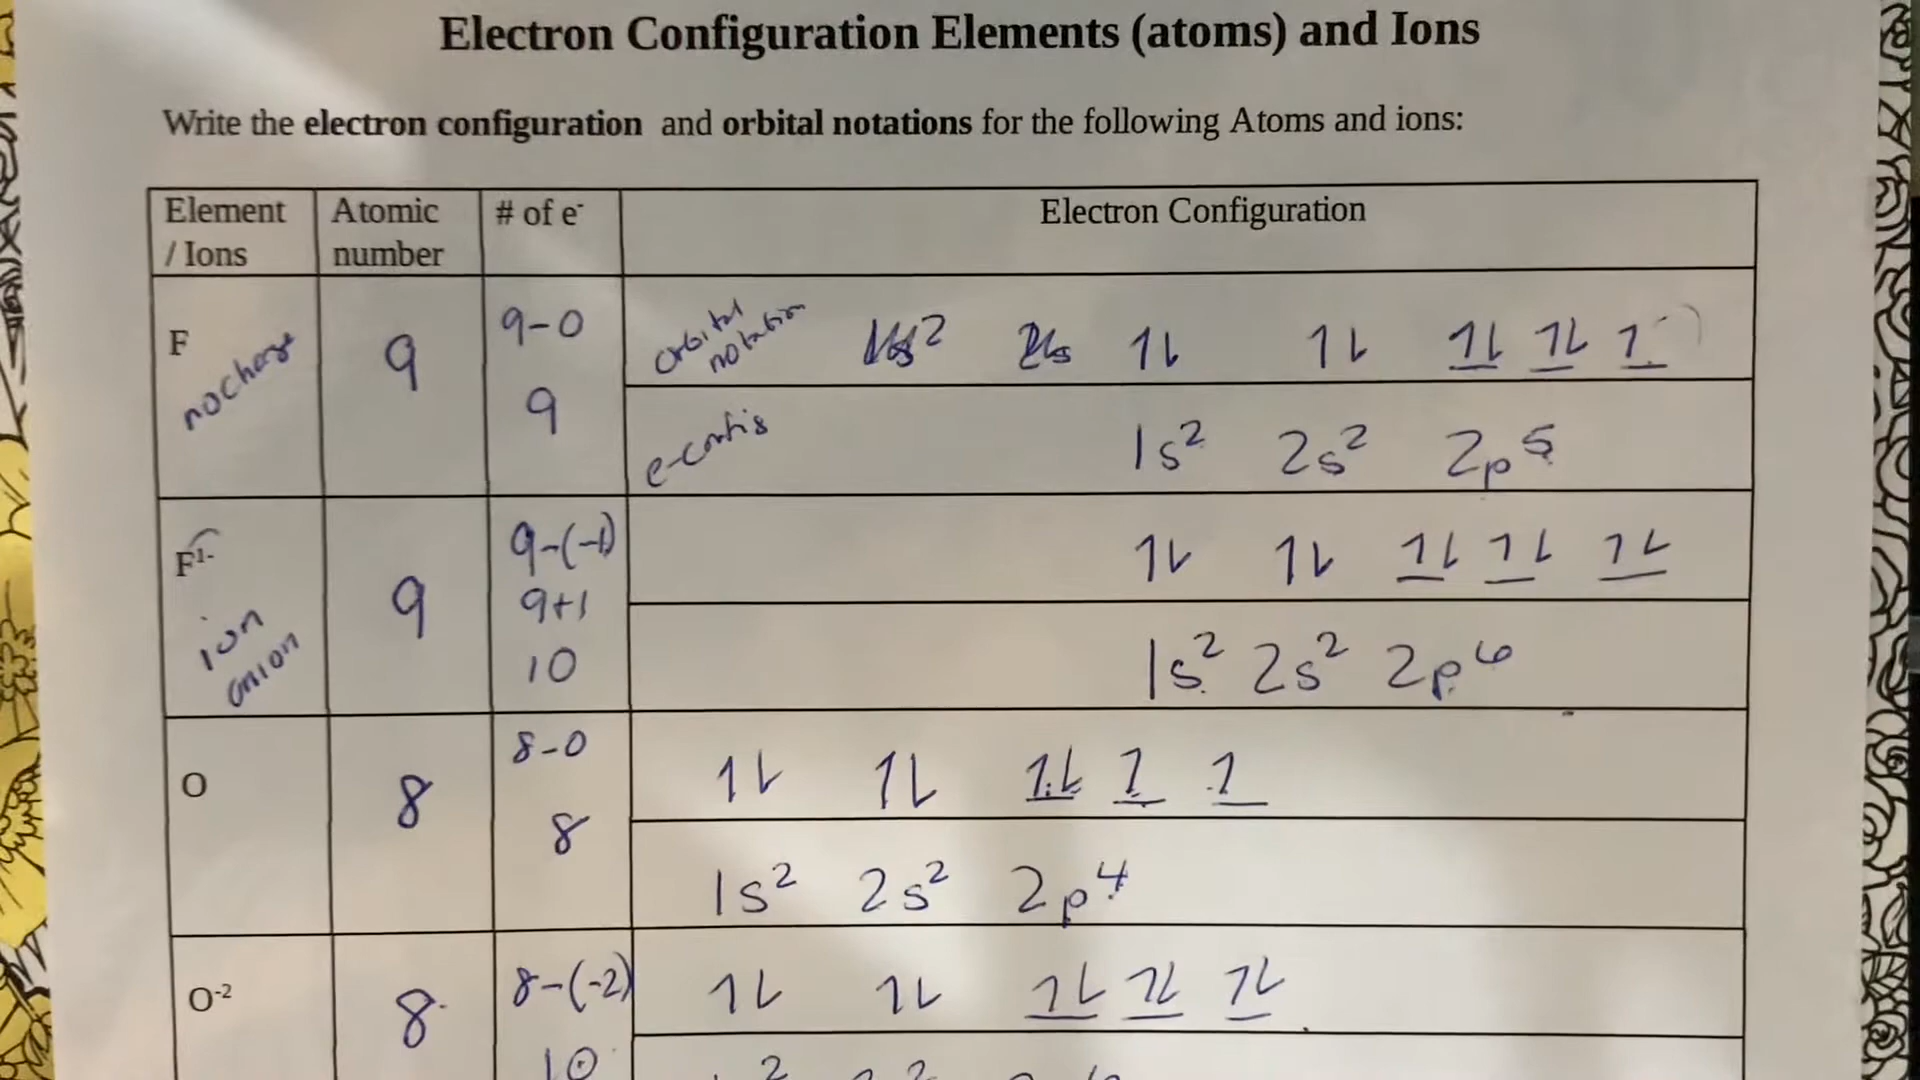 Electron Configuration Elements (atoms) and Ions
Write the electron configuration and orbital notations for the following Atoms and ions:
Element / Ions
Atomic number
# of e⁻
Electron Configuration
F
no charge
9
9-0
9
orbital notation
1s²
2s
1l 1l 1l 1l 1
e-config
1s² 2s² 2p⁵
F¹⁻
ion
anion
9
9-(-1)
9+1
10
1l 1l 1l 1l 1l
1s² 2s² 2p⁶
O
8
8-0
8
1l 1l 1l 1 1
1s² 2s² 2p⁴
O⁻²
8
8-(-2)
10
1l 1l 1l 1l 1l